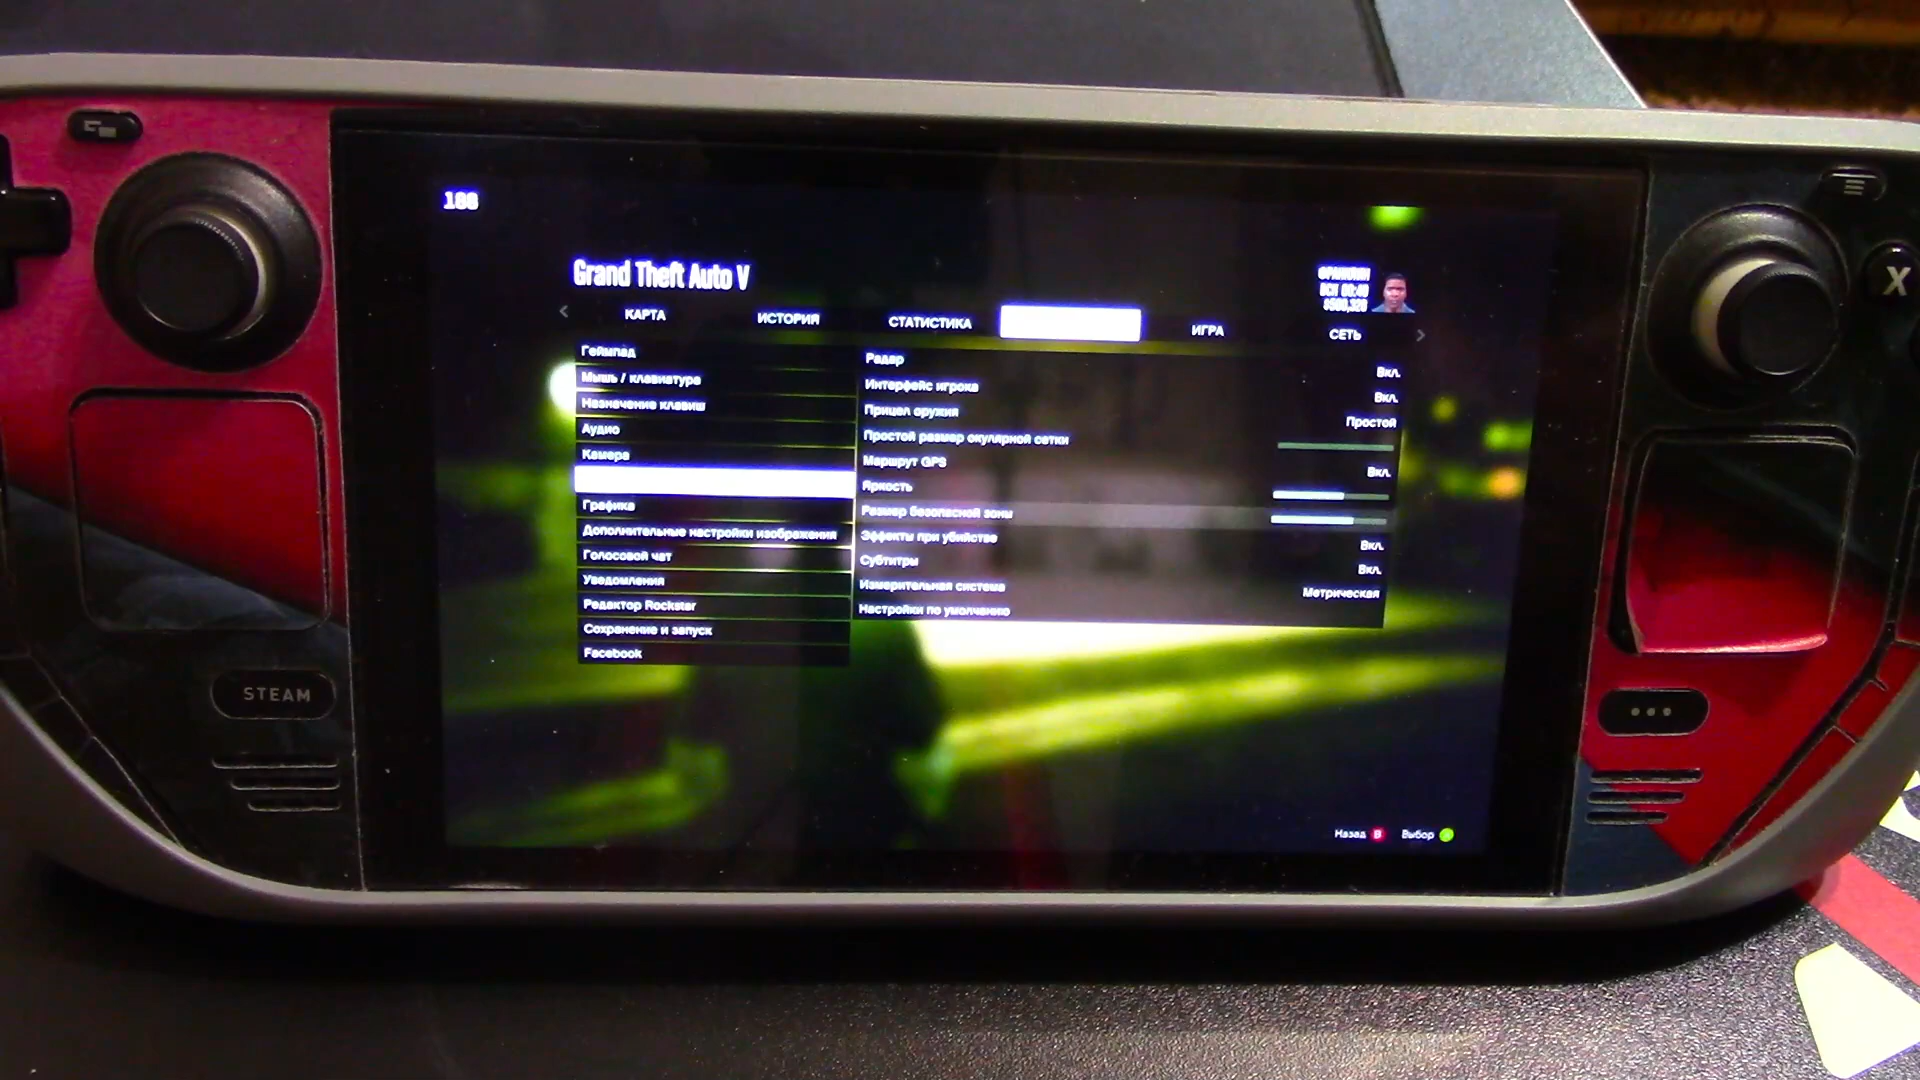 188
Grand Theft Auto V
ФРАНКЛИН
КАРТА
ИСТОРИЯ
СТАТИСТИКА
ИГРА
СЕТЬ
Геймпад
Мышь / клавиатура
Назначение клавиш
Аудио
Камера
Графика
Дополнительные настройки изображения
Голосовой чат
Уведомления
Редактор Rockstar
Сохранение и запуск
Facebook
Радар Вкл.
Интерфейс игрока Вкл.
Прицел оружия Простой
Простой размер окулярной сетки
Маршрут GPS Вкл.
Яркость
Размер безопасной зоны
Эффекты при убийстве Вкл.
Субтитры Вкл.
Измерительная система Метрическая
Настройки по умолчанию
Назад B Выбор
STEAM
X